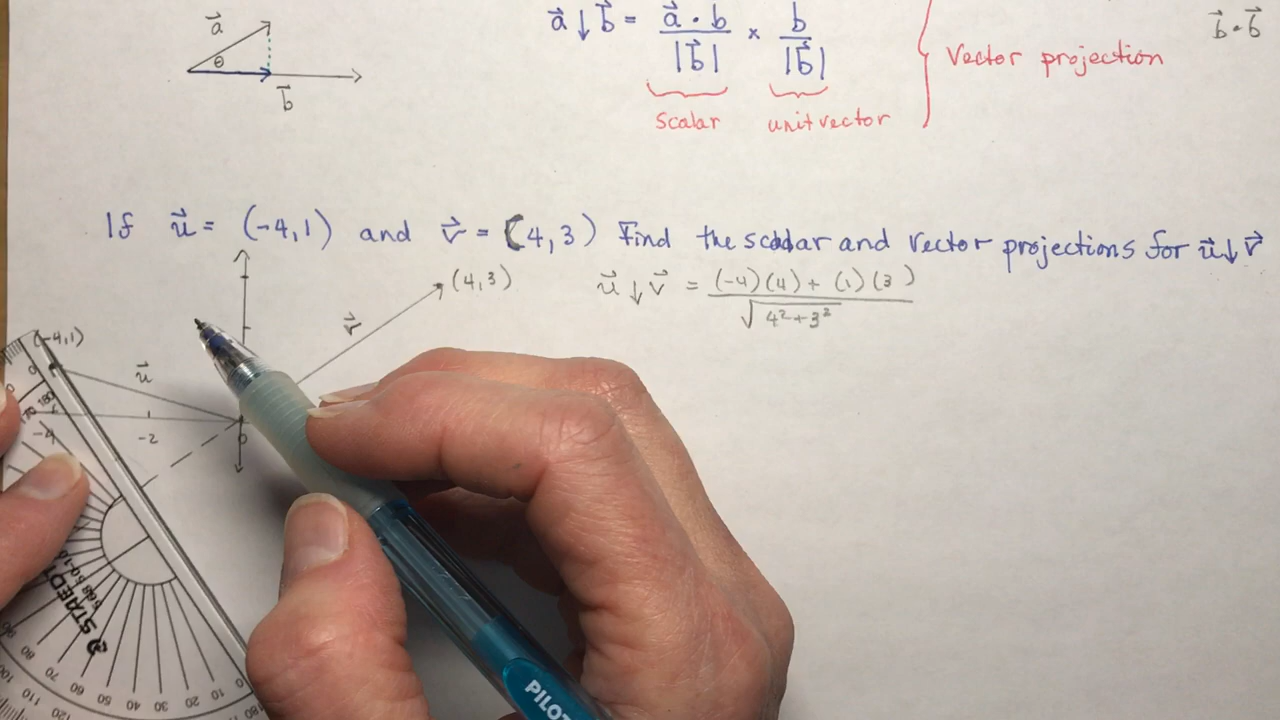 a⃗
θ
b⃗
a⃗ ↓ b⃗ = a⃗ • b / |b⃗| × b / |b⃗|
scalar
unit vector
Vector projection
b⃗ • b⃗
If u⃗ = (-4,1) and v⃗ = (4,3) Find the scalar and vector projections for u⃗↓v⃗
(4,3)
v⃗
u⃗ ↓ v⃗ = (-4)(4) + (1)(3) / √4²+3²
(-4,1)
u⃗
-4
-2
0
STAEDT
PILOT